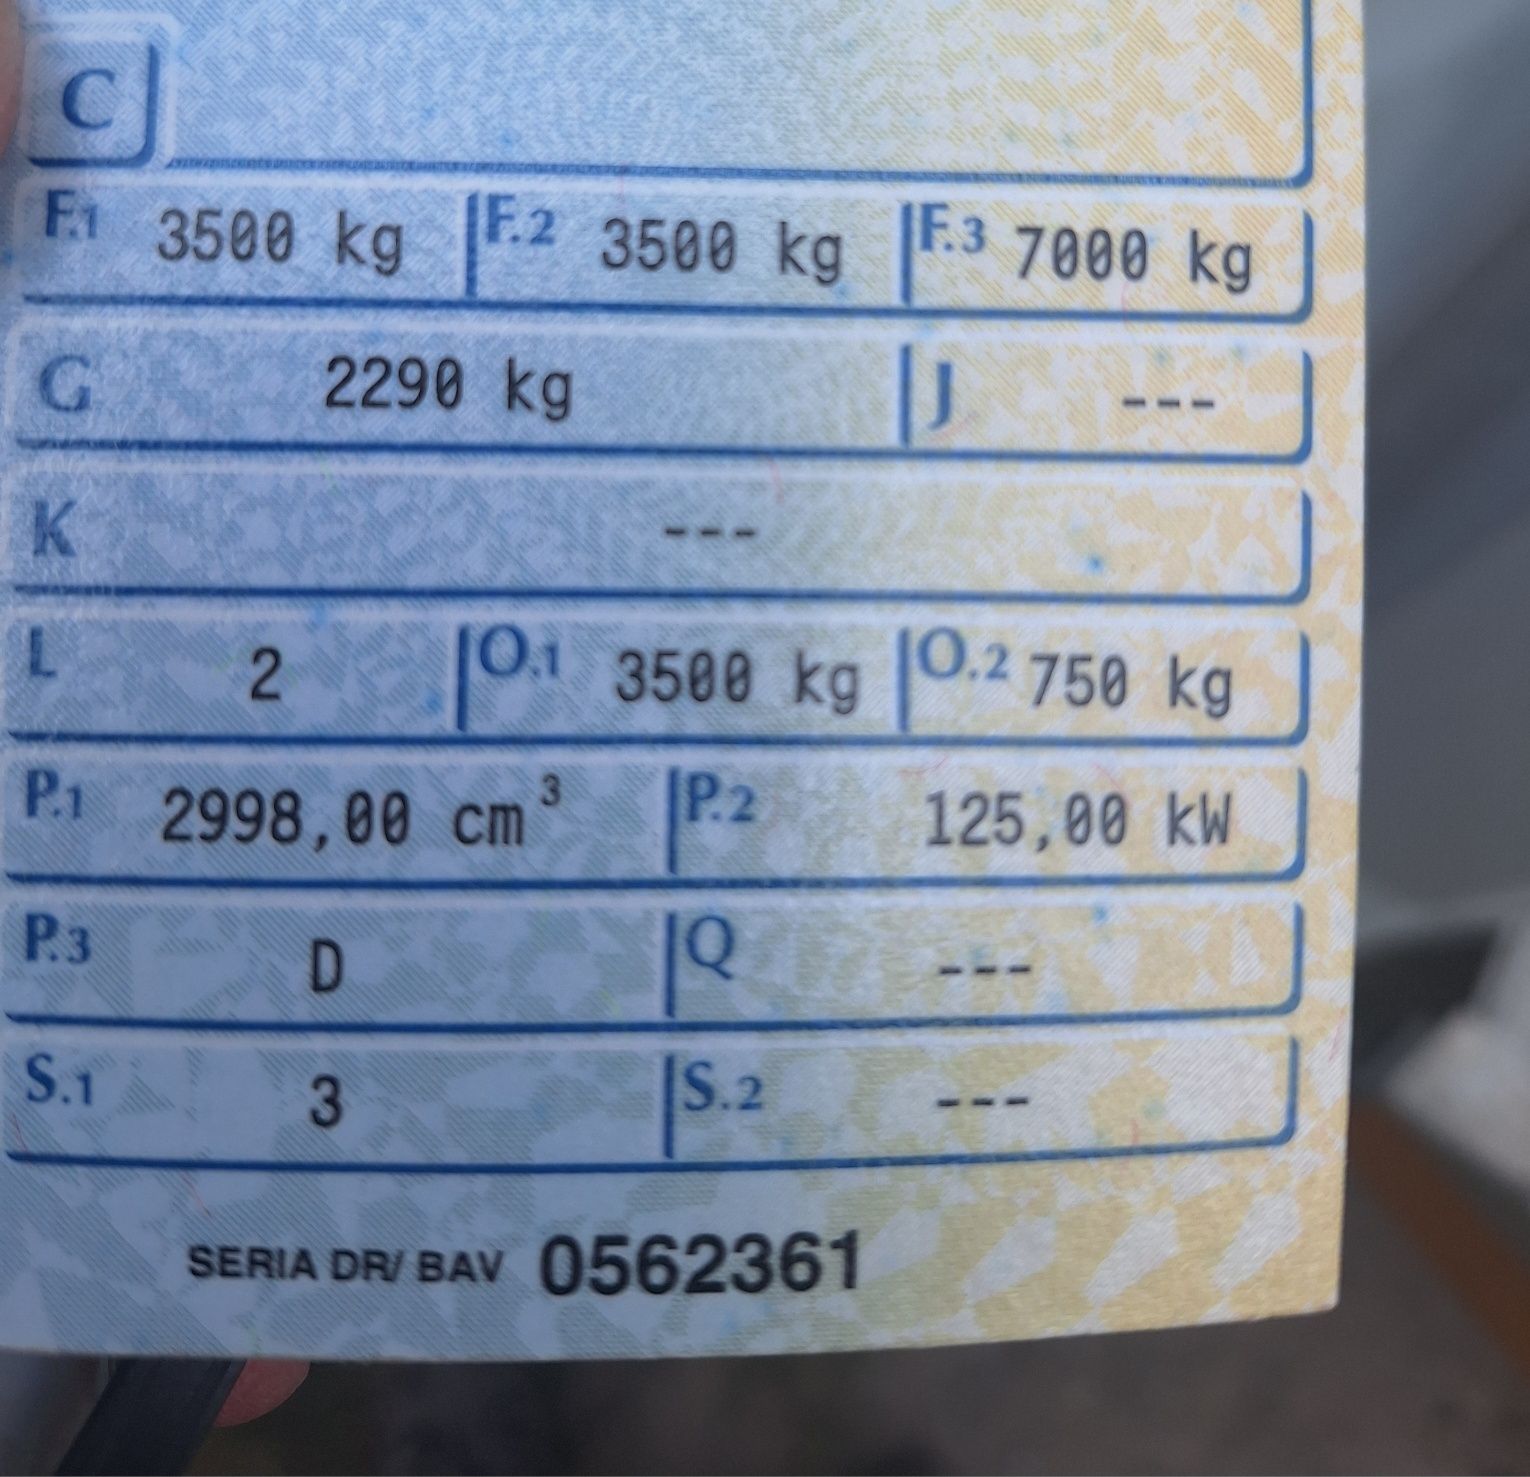 C
F.1 3500 kg F.2 3500 kg F.3 7000 kg
G 2290 kg J ---
K ---
L 2 O.1 3500 kg O.2 750 kg
P.1 2998,00 cm³ P.2 125,00 kW
P.3 D Q ---
S.1 3 S.2 ---
SERIA DR/ BAV 0562361